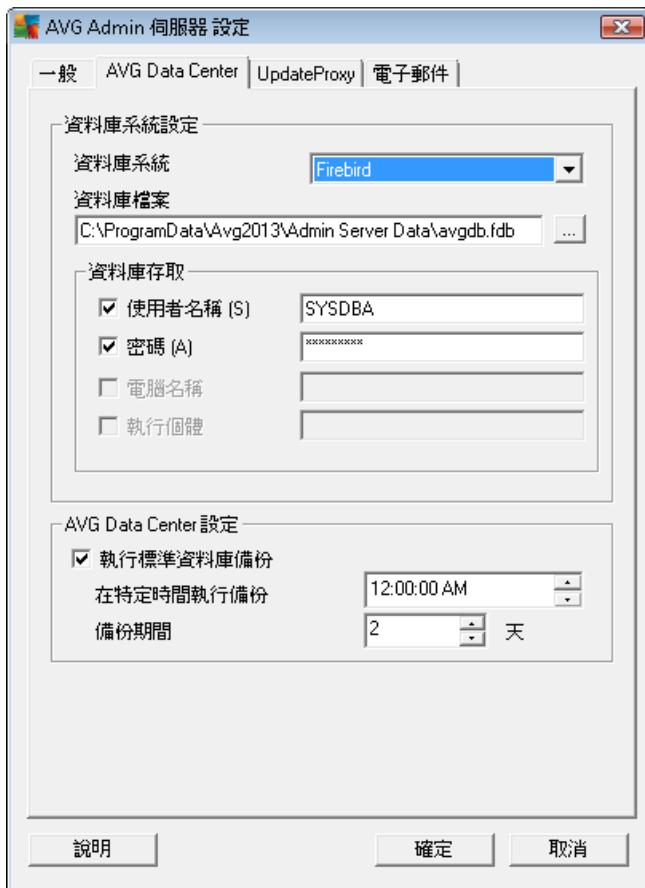 AVG Admin 伺服器 設定
一般 AVG Data Center UpdateProxy 電子郵件
資料庫系統設定
資料庫系統 Firebird
資料庫檔案
C:\ProgramData\Avg2013\Admin Server Data\avgdb.fdb ...
資料庫存取
使用者名稱 (S) SYSDBA
密碼 (A) *********
電腦名稱
執行個體
AVG Data Center 設定
執行標準資料庫備份
在特定時間執行備份 12:00:00 AM
備份期間 2 天
說明 確定 取消